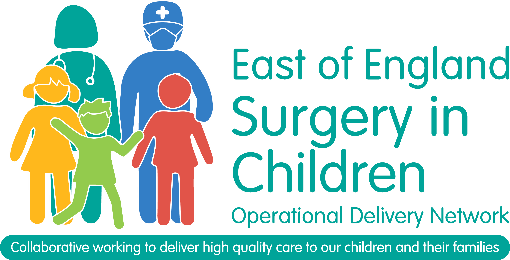 East of England
Surgery in
Children
Operational Delivery Network
Collaborative working to deliver high quality care to our children and their families